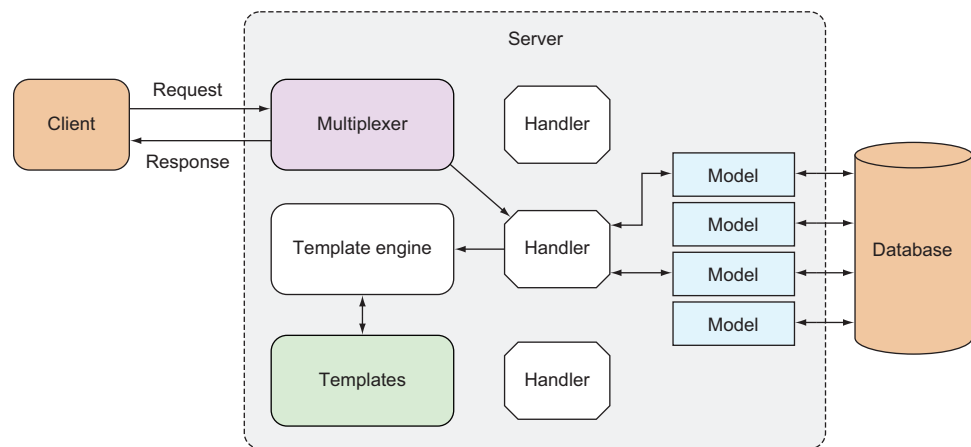 Server
Request
Client
Multiplexer
Handler
Response
Model
Model
Template engine
Handler
Database
Model
Model
Templates
Handler